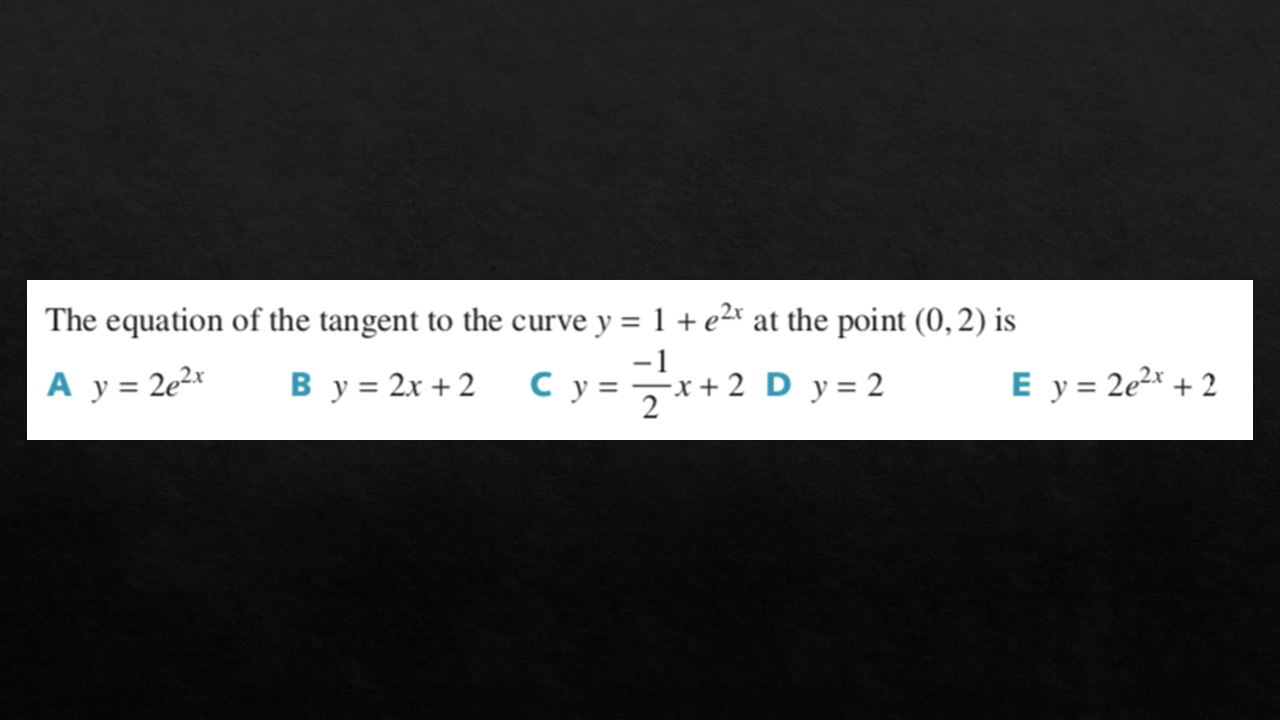 The equation of the tangent to the curve y = 1 + e^{2x} at the point (0, 2) is
A y = 2e^{2x} B y = 2x + 2 C y = \frac{-1}{2}x + 2 D y = 2 E y = 2e^{2x} + 2